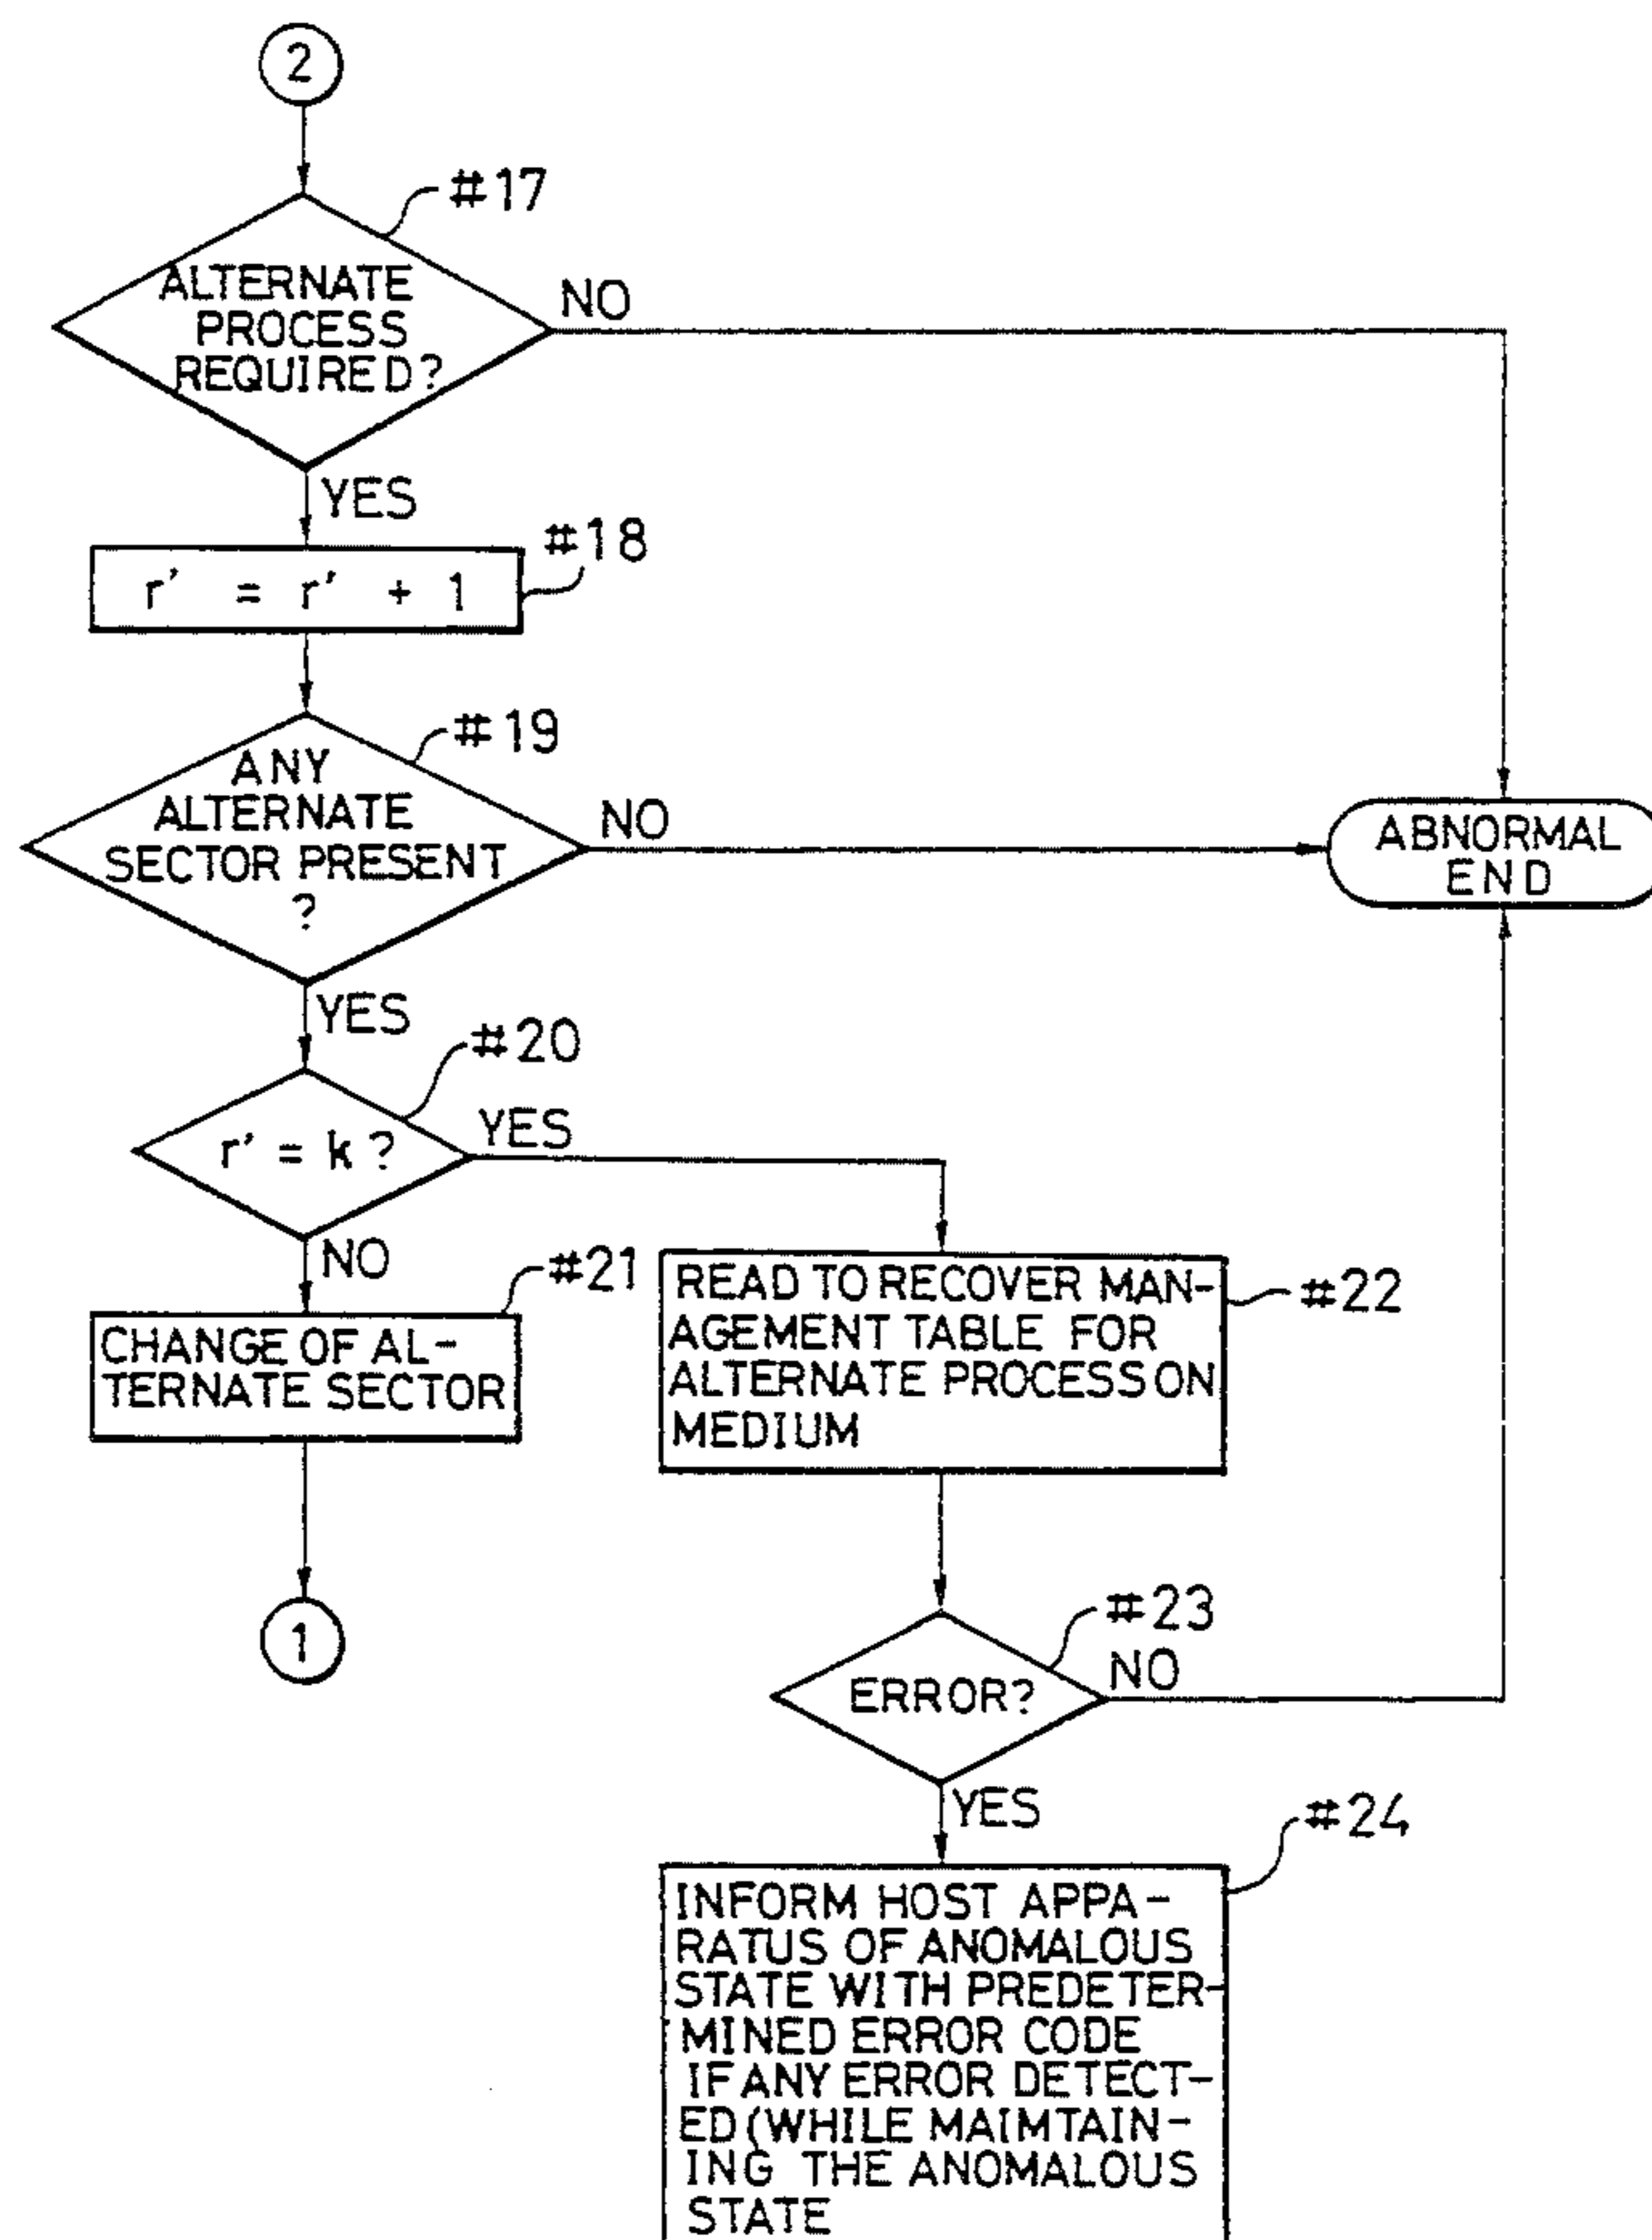 2
#17
ALTERNATE
PROCESS
REQUIRED?
NO
YES
#18
r' = r' + 1
#19
ANY
ALTERNATE
SECTOR PRESENT
?
NO
ABNORMAL
END
YES
#20
r' = k ?
YES
NO
#21
CHANGE OF AL-
TERNATE SECTOR
1
#22
READ TO RECOVER MAN-
AGEMENT TABLE FOR
ALTERNATE PROCESS ON
MEDIUM
#23
ERROR?
NO
YES
#24
INFORM HOST APPA-
RATUS OF ANOMALOUS
STATE WITH PREDETER-
MINED ERROR CODE
IF ANY ERROR DETECT-
ED (WHILE MAIMTAIN-
ING THE ANOMALOUS
STATE